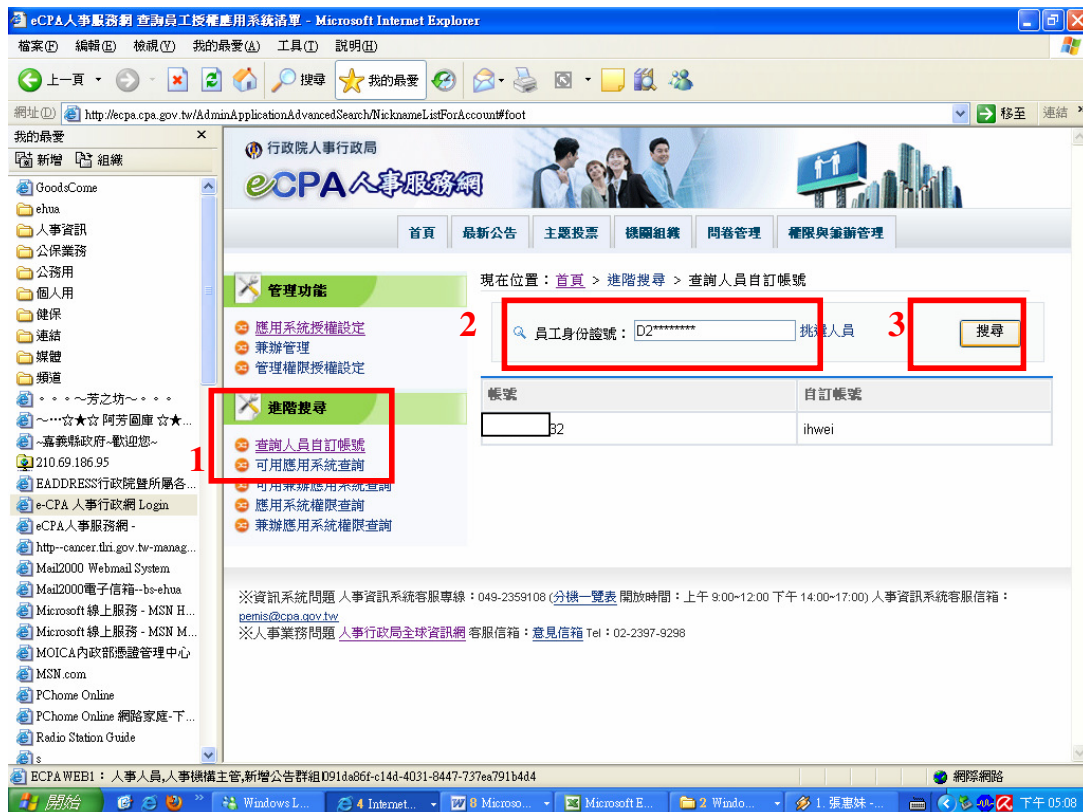 eCPA人事服務網 查詢員工授權應用系統清單 - Microsoft Internet Explorer
檔案(F) 編輯(E) 檢視(V) 我的最愛(A) 工具(T) 說明(H)
上一頁 搜尋 我的最愛
網址(D) http://ecpa.cpa.gov.tw/AdminApplicationAdvancedSearch/NicknameListForAccount#foot 移至 連結 »
我的最愛 ×
新增 組織
GoodsCome
ehua
人事資訊
公保業務
公務用
個人用
健保
連結
媒體
頻道
。。。～芳之坊～。。。
～…☆★☆ 阿芳圖庫 ☆★...
~嘉義縣政府~歡迎您~
210.69.186.95
EADDRESS行政院暨所屬各...
e-CPA 人事行政網 Login
eCPA人事服務網 -
http--cancer.tlri.gov.tw-manag...
Mail2000 Webmail System
Mail2000電子信箱--bs-ehua
Microsoft 線上服務 - MSN H...
Microsoft 線上服務 - MSN M...
MOICA內政部憑證管理中心
MSN.com
PChome Online
PChome Online 網路家庭-下...
Radio Station Guide
s
行政院人事行政局
eCPA人事服務網
首頁 最新公告 主題投票 機關組織 問卷管理 權限與兼辦管理
管理功能
應用系統授權設定
兼辦管理
管理權限授權設定
進階搜尋
1
查詢人員自訂帳號
可用應用系統查詢
可用兼辦應用系統查詢
應用系統權限查詢
兼辦應用系統權限查詢
現在位置：首頁 > 進階搜尋 > 查詢人員自訂帳號
2 員工身份證號： D2******** 挑選人員 3 搜尋
帳號 自訂帳號
32 ihwei
※資訊系統問題 人事資訊系統客服專線：049-2359108 (分機一覽表 開放時間：上午 9:00~12:00 下午 14:00~17:00) 人事資訊系統客服信箱：
pemis@cpa.gov.tw
※人事業務問題 人事行政局全球資訊網 客服信箱：意見信箱 Tel：02-2397-9298
ECPAWEB1： 人事人員,人事機構主管,新增公告群組D91da86f-c14d-4031-8447-737ea791b4d4 網際網路
開始 » Windows L... 4 Internet... 8 Microso... Microsoft E... 2 Windo... 1. 張惠妹 -... 下午 05:08